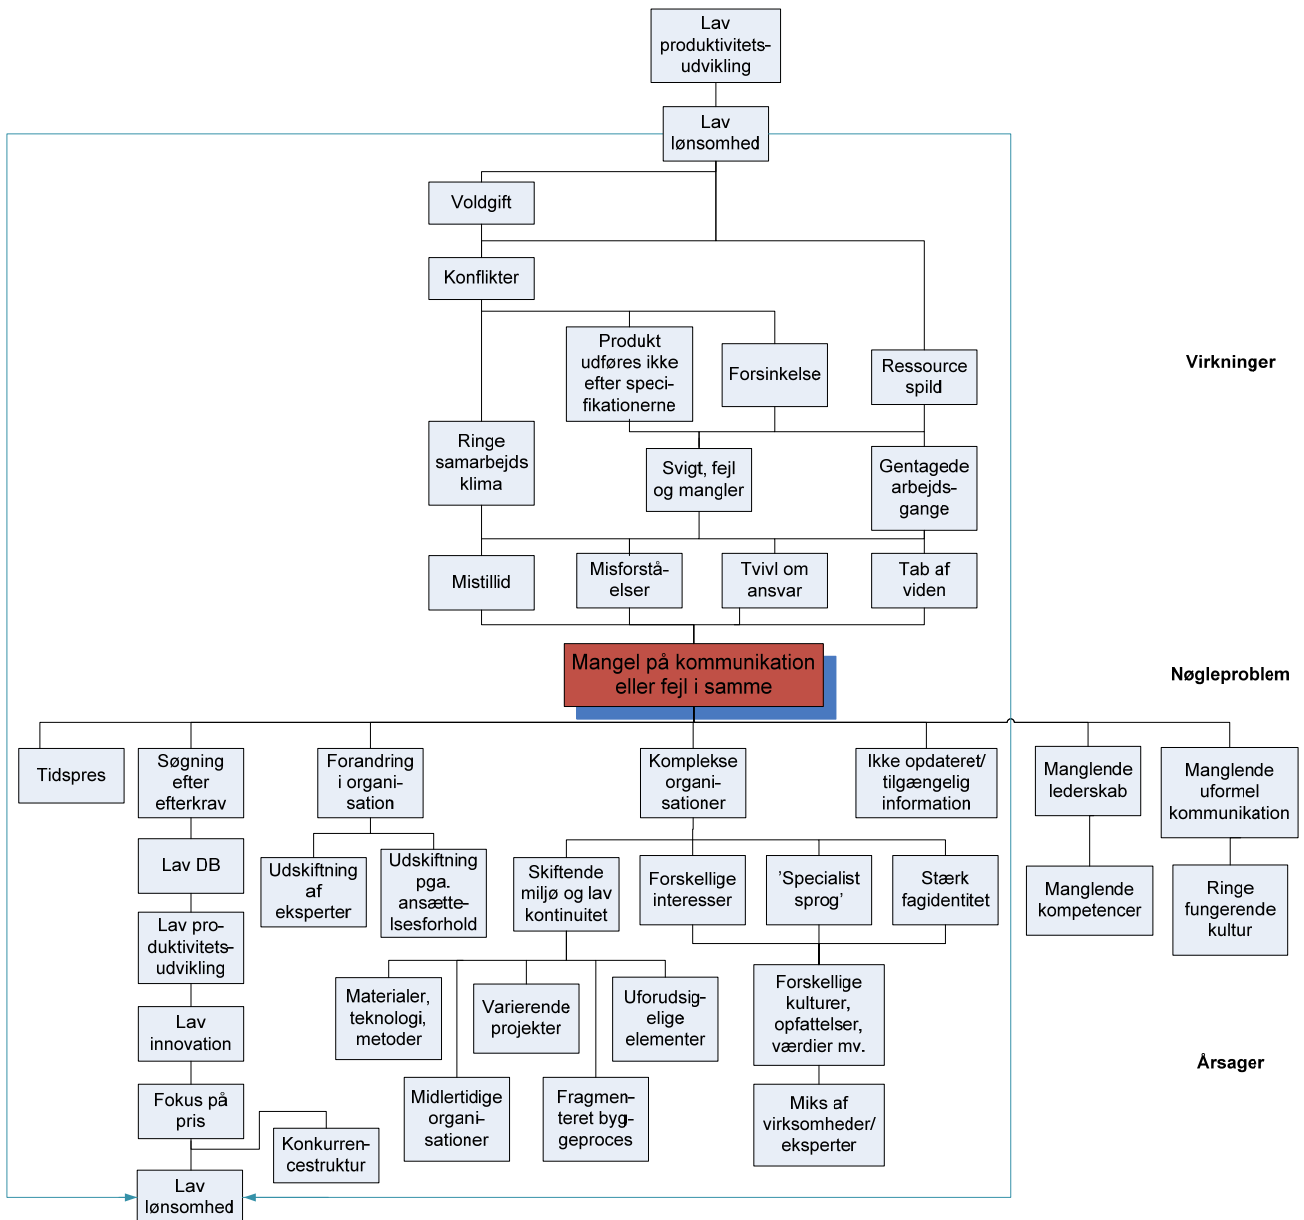 Lav
produktivitets-
udvikling
Lav
lønsomhed
Voldgift
Konflikter
Produkt
udføres ikke
efter speci-
fikationerne
Forsinkelse
Ressource
spild
Virkninger
Ringe
samarbejds
klima
Svigt, fejl
og mangler
Gentagede
arbejds-
gange
Mistillid
Misforstå-
elser
Tvivl om
ansvar
Tab af
viden
Mangel på kommunikation
eller fejl i samme
Nøgleproblem
Tidspres
Søgning
efter
efterkrav
Forandring
i organi-
sation
Komplekse
organi-
sationer
Ikke opdateret/
tilgængelig
information
Manglende
lederskab
Manglende
uformel
kommunikation
Lav DB
Udskiftning
af
eksperter
Udskiftning
pga.
ansætte-
lsesforhold
Skiftende
miljø og lav
kontinuitet
Forskellige
interesser
’Specialist
sprog’
Stærk
fagidentitet
Manglende
kompetencer
Ringe
fungerende
kultur
Lav pro-
duktivitets-
udvikling
Materialer,
teknologi,
metoder
Varierende
projekter
Uforudsig-
elige
elementer
Forskellige
kulturer,
opfattelser,
værdier mv.
Lav
innovation
Årsager
Fokus på
pris
Midlertidige
organi-
sationer
Fragmen-
teret byg-
geproces
Miks af
virksomheder/
eksperter
Konkurren-
cestruktur
Lav
lønsomhed